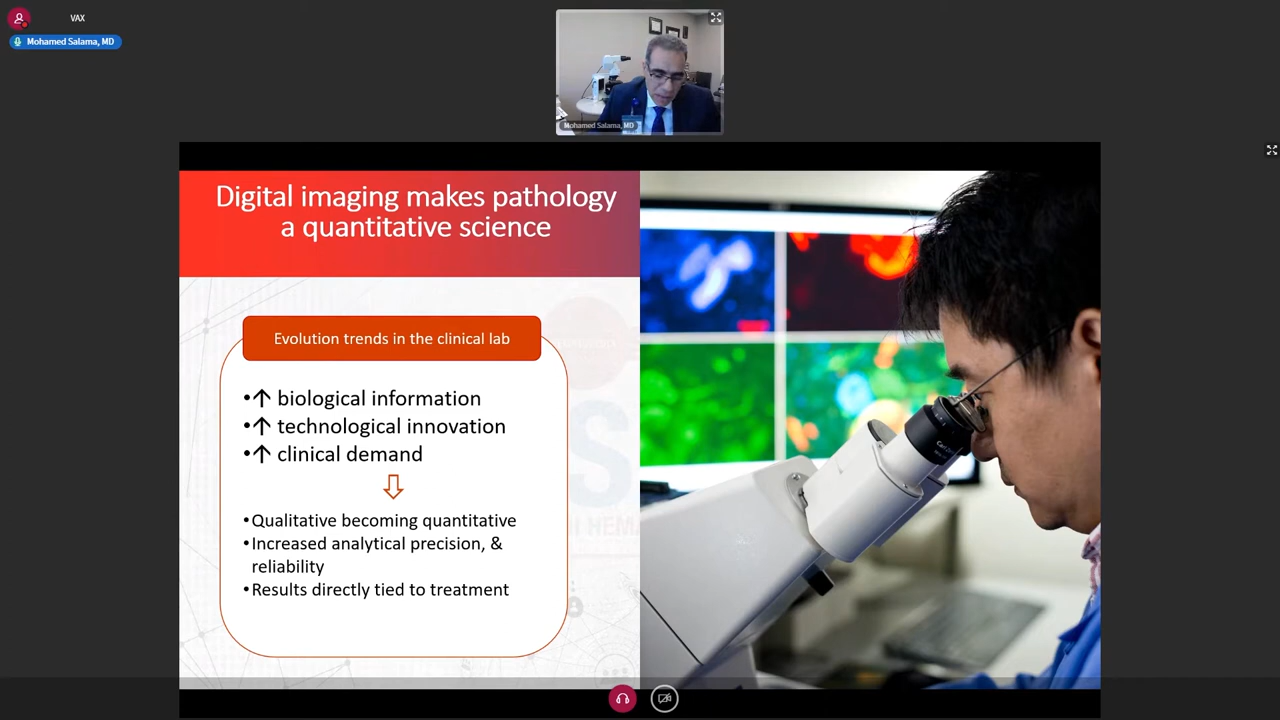 VAX
Mohamed Salama, MD
Mohamed Salama, MD
Digital imaging makes pathology
a quantitative science
Evolution trends in the clinical lab
•↑ biological information
•↑ technological innovation
•↑ clinical demand
•Qualitative becoming quantitative
•Increased analytical precision, &
reliability
•Results directly tied to treatment